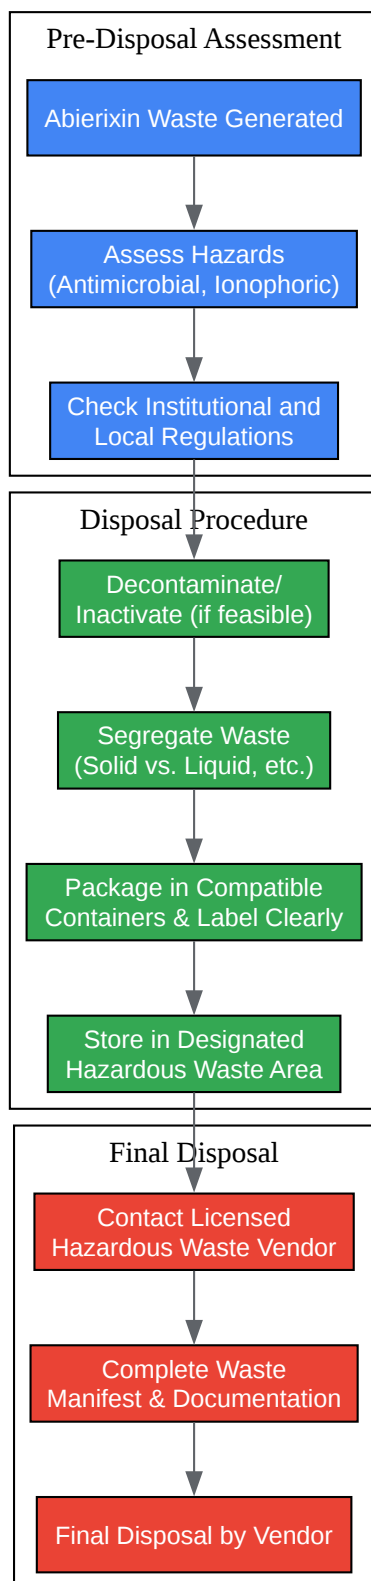 Pre-Disposal Assessment
Abierixin Waste Generated
Assess Hazards
(Antimicrobial, Ionophoric)
Check Institutional and
Local Regulations
Disposal Procedure
Decontaminate/
Inactivate (if feasible)
Segregate Waste
(Solid vs. Liquid, etc.)
Package in Compatible
Containers & Label Clearly
Store in Designated
Hazardous Waste Area
Final Disposal
Contact Licensed
Hazardous Waste Vendor
Complete Waste
Manifest & Documentation
Final Disposal by Vendor